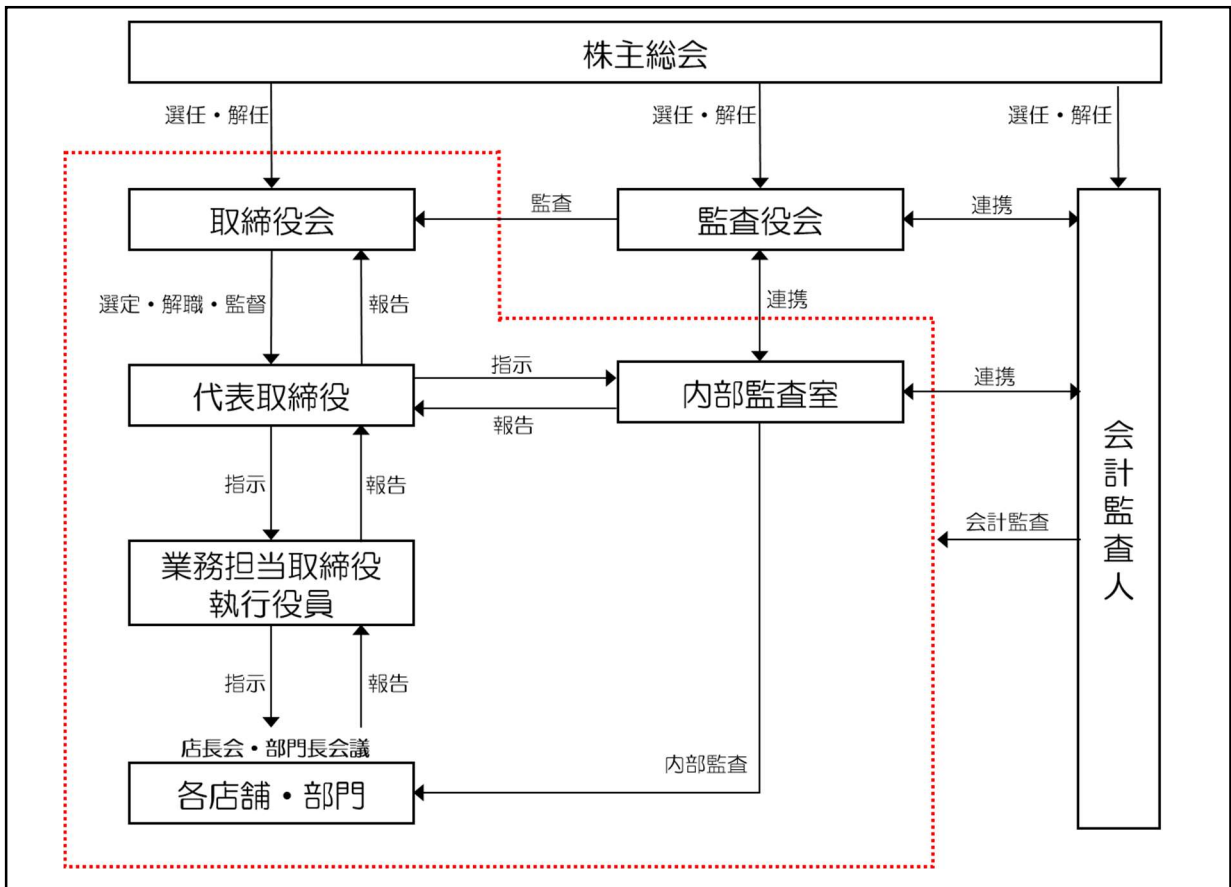 株主総会
選任・解任
選任・解任
選任・解任
取締役会
監査
監査役会
連携
選定・解職・監督
報告
連携
代表取締役
指示
報告
内部監査室
連携
会計監査人
指示
報告
会計監査
業務担当取締役
執行役員
指示
報告
店長会・部門長会議
内部監査
各店舗・部門